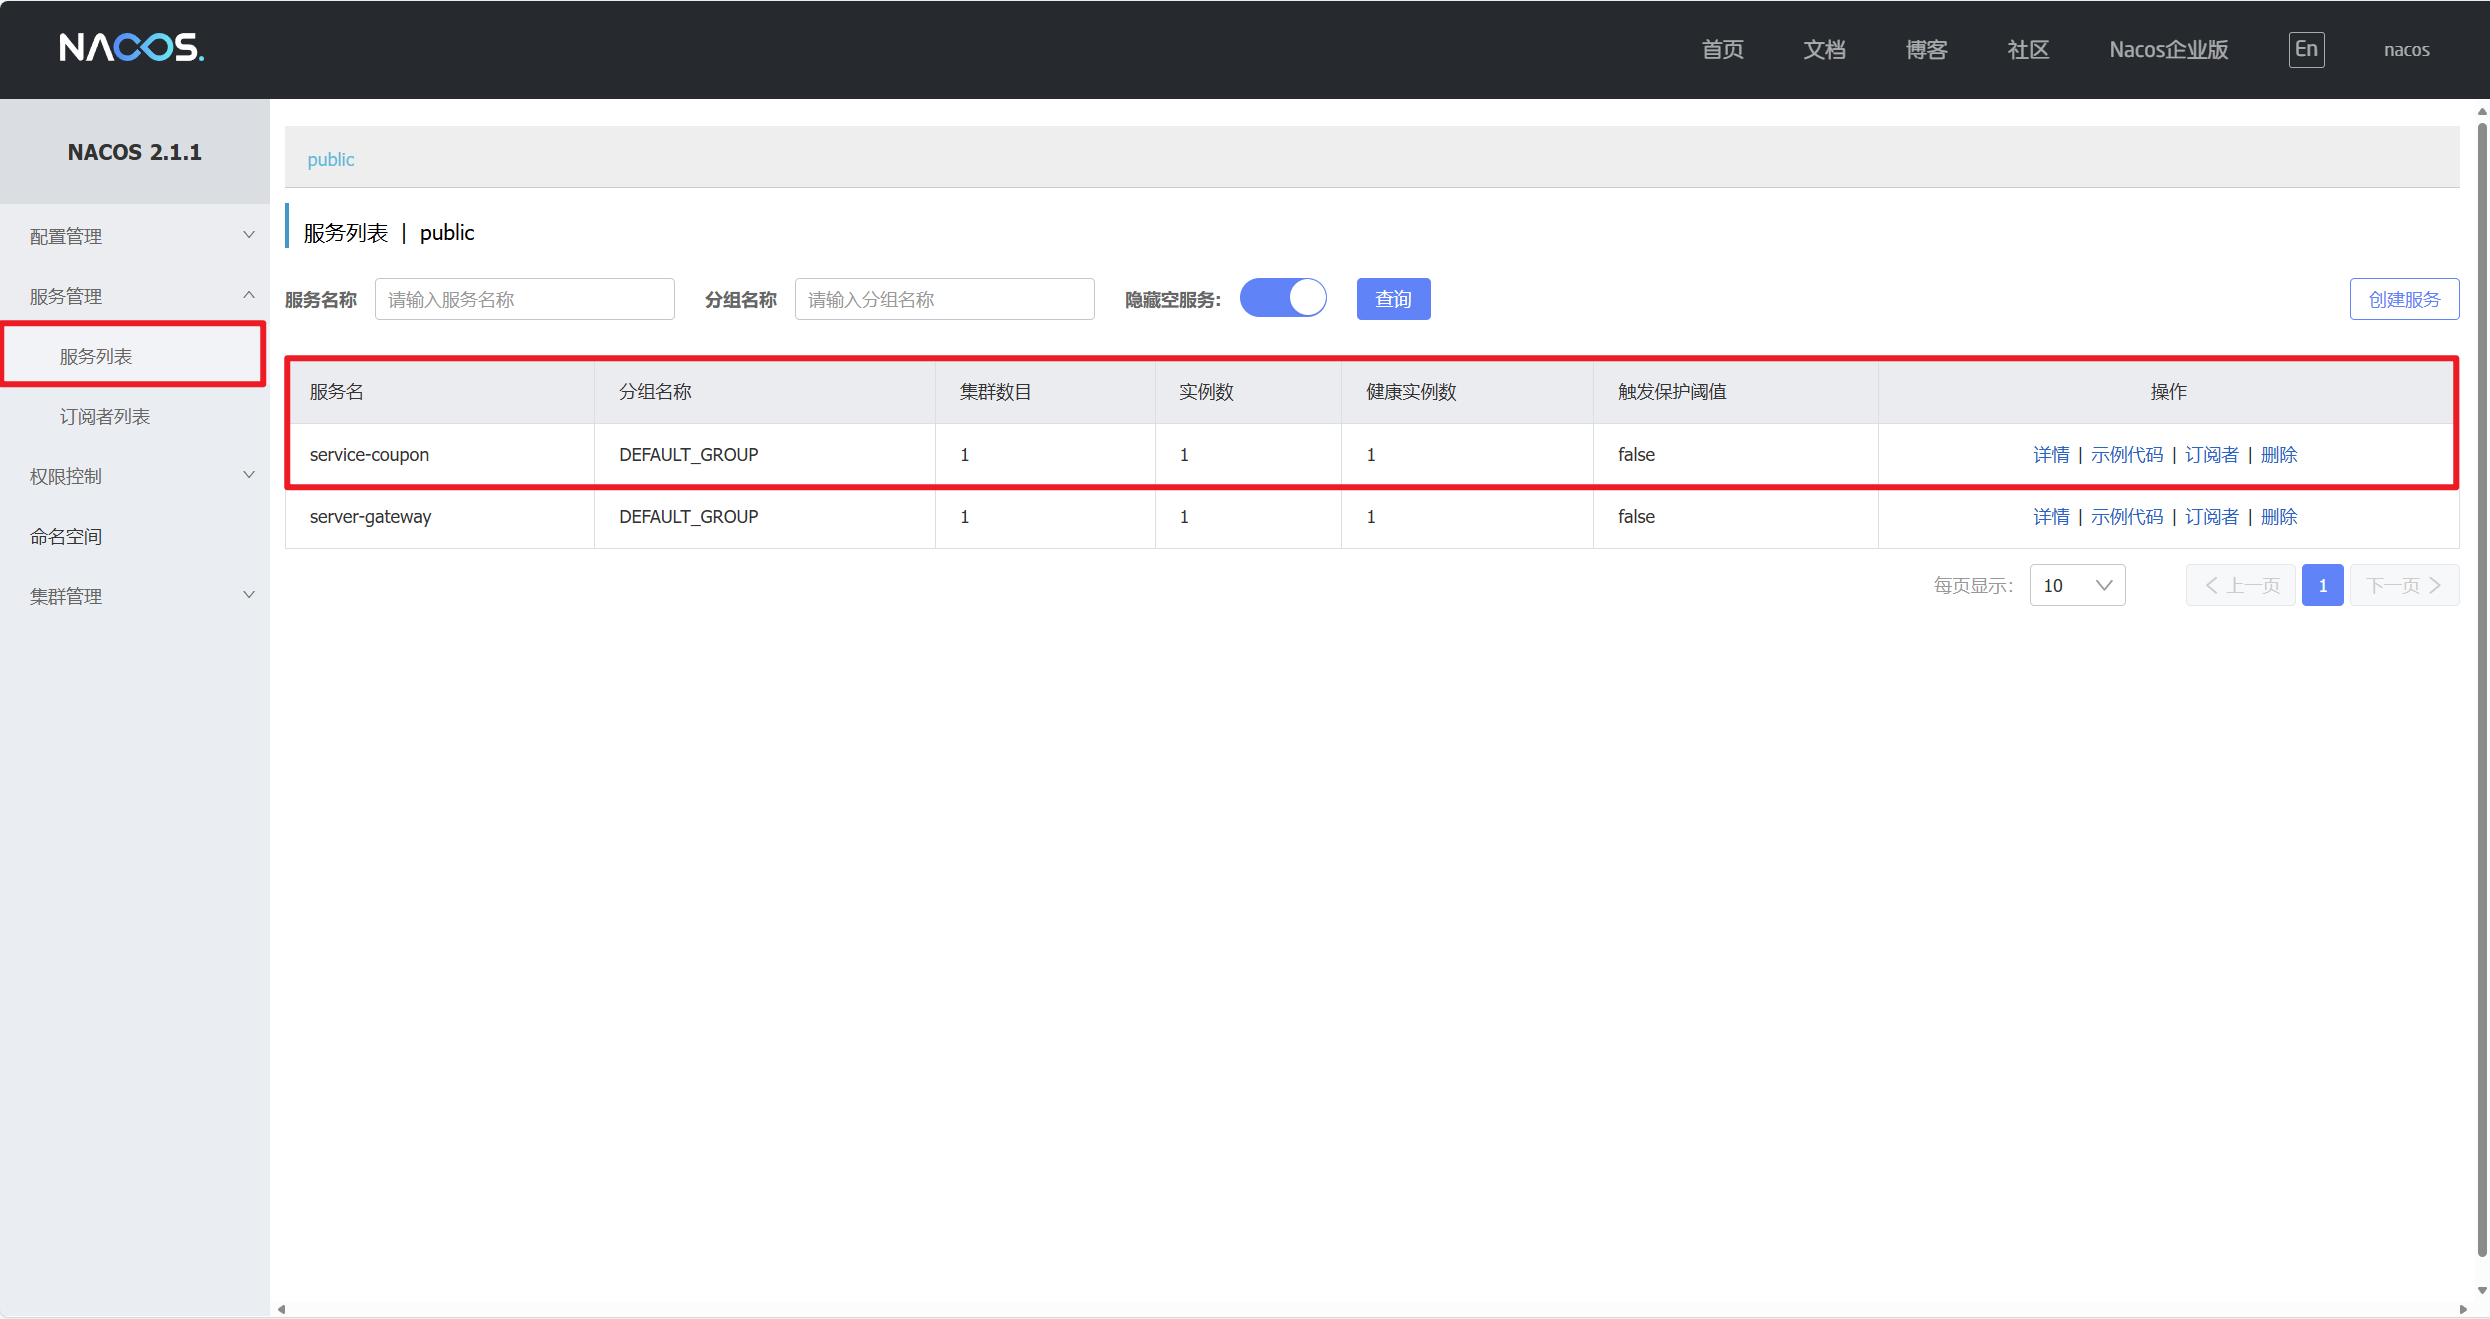 NACOS. 首页 文档 博客 社区 Nacos企业版 En nacos
NACOS 2.1.1
配置管理
服务管理
服务列表
订阅者列表
权限控制
命名空间
集群管理
public
服务列表 | public
服务名称 请输入服务名称 分组名称 请输入分组名称 隐藏空服务: 查询 创建服务
服务名 分组名称 集群数目 实例数 健康实例数 触发保护阈值 操作
service-coupon DEFAULT_GROUP 1 1 1 false 详情 | 示例代码 | 订阅者 | 删除
server-gateway DEFAULT_GROUP 1 1 1 false 详情 | 示例代码 | 订阅者 | 删除
每页显示: 10 上一页 1 下一页